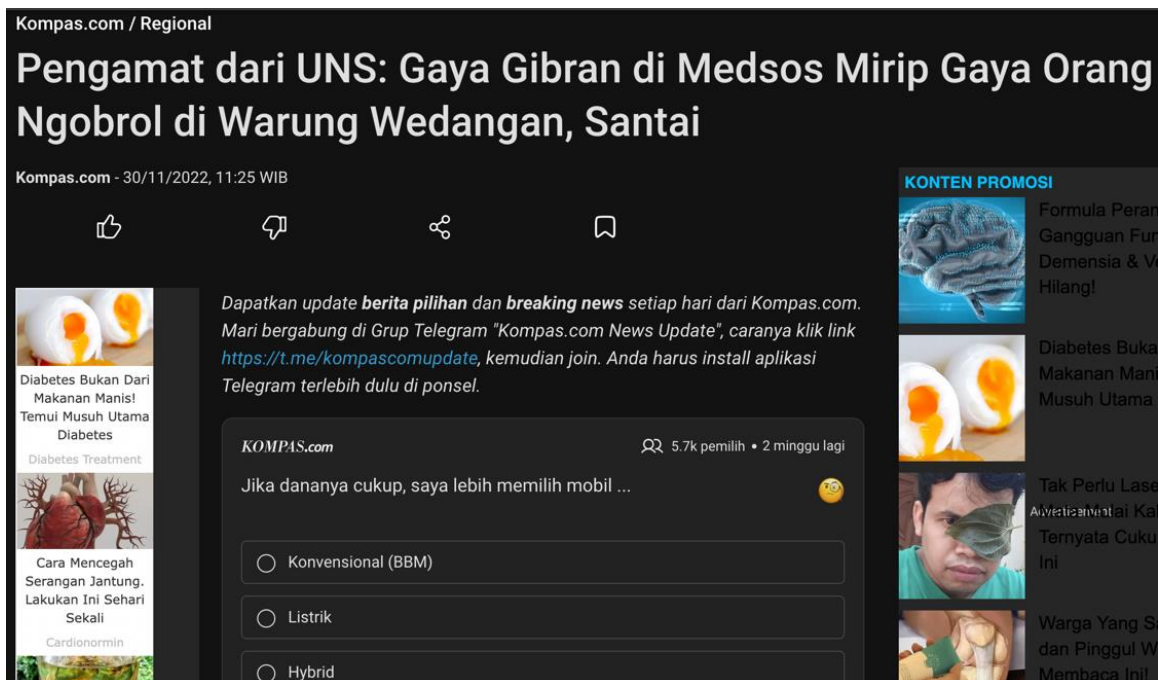 Kompas.com / Regional
Pengamat dari UNS: Gaya Gibran di Medsos Mirip Gaya Orang
Ngobrol di Warung Wedangan, Santai
Kompas.com - 30/11/2022, 11:25 WIB
Diabetes Bukan Dari
Makanan Manis!
Temui Musuh Utama
Diabetes
Diabetes Treatment
Cara Mencegah
Serangan Jantung.
Lakukan Ini Sehari
Sekali
Cardionormin
Dapatkan update berita pilihan dan breaking news setiap hari dari Kompas.com.
Mari bergabung di Grup Telegram "Kompas.com News Update", caranya klik link
https://t.me/kompascomupdate, kemudian join. Anda harus install aplikasi
Telegram terlebih dulu di ponsel.
KOMPAS.com
5.7k pemilih • 2 minggu lagi
Jika dananya cukup, saya lebih memilih mobil ...
Konvensional (BBM)
Listrik
Hybrid
KONTEN PROMOSI
Formula Peran
Gangguan Fun
Demensia &
Hilang!
Diabetes Buka
Makanan Mani
Musuh Utama
Tak Perlu Lase
Advertisement
Ternyata Cuku
Ini
Warga Yang Sa
dan Pinggul W
Membaca Ini!